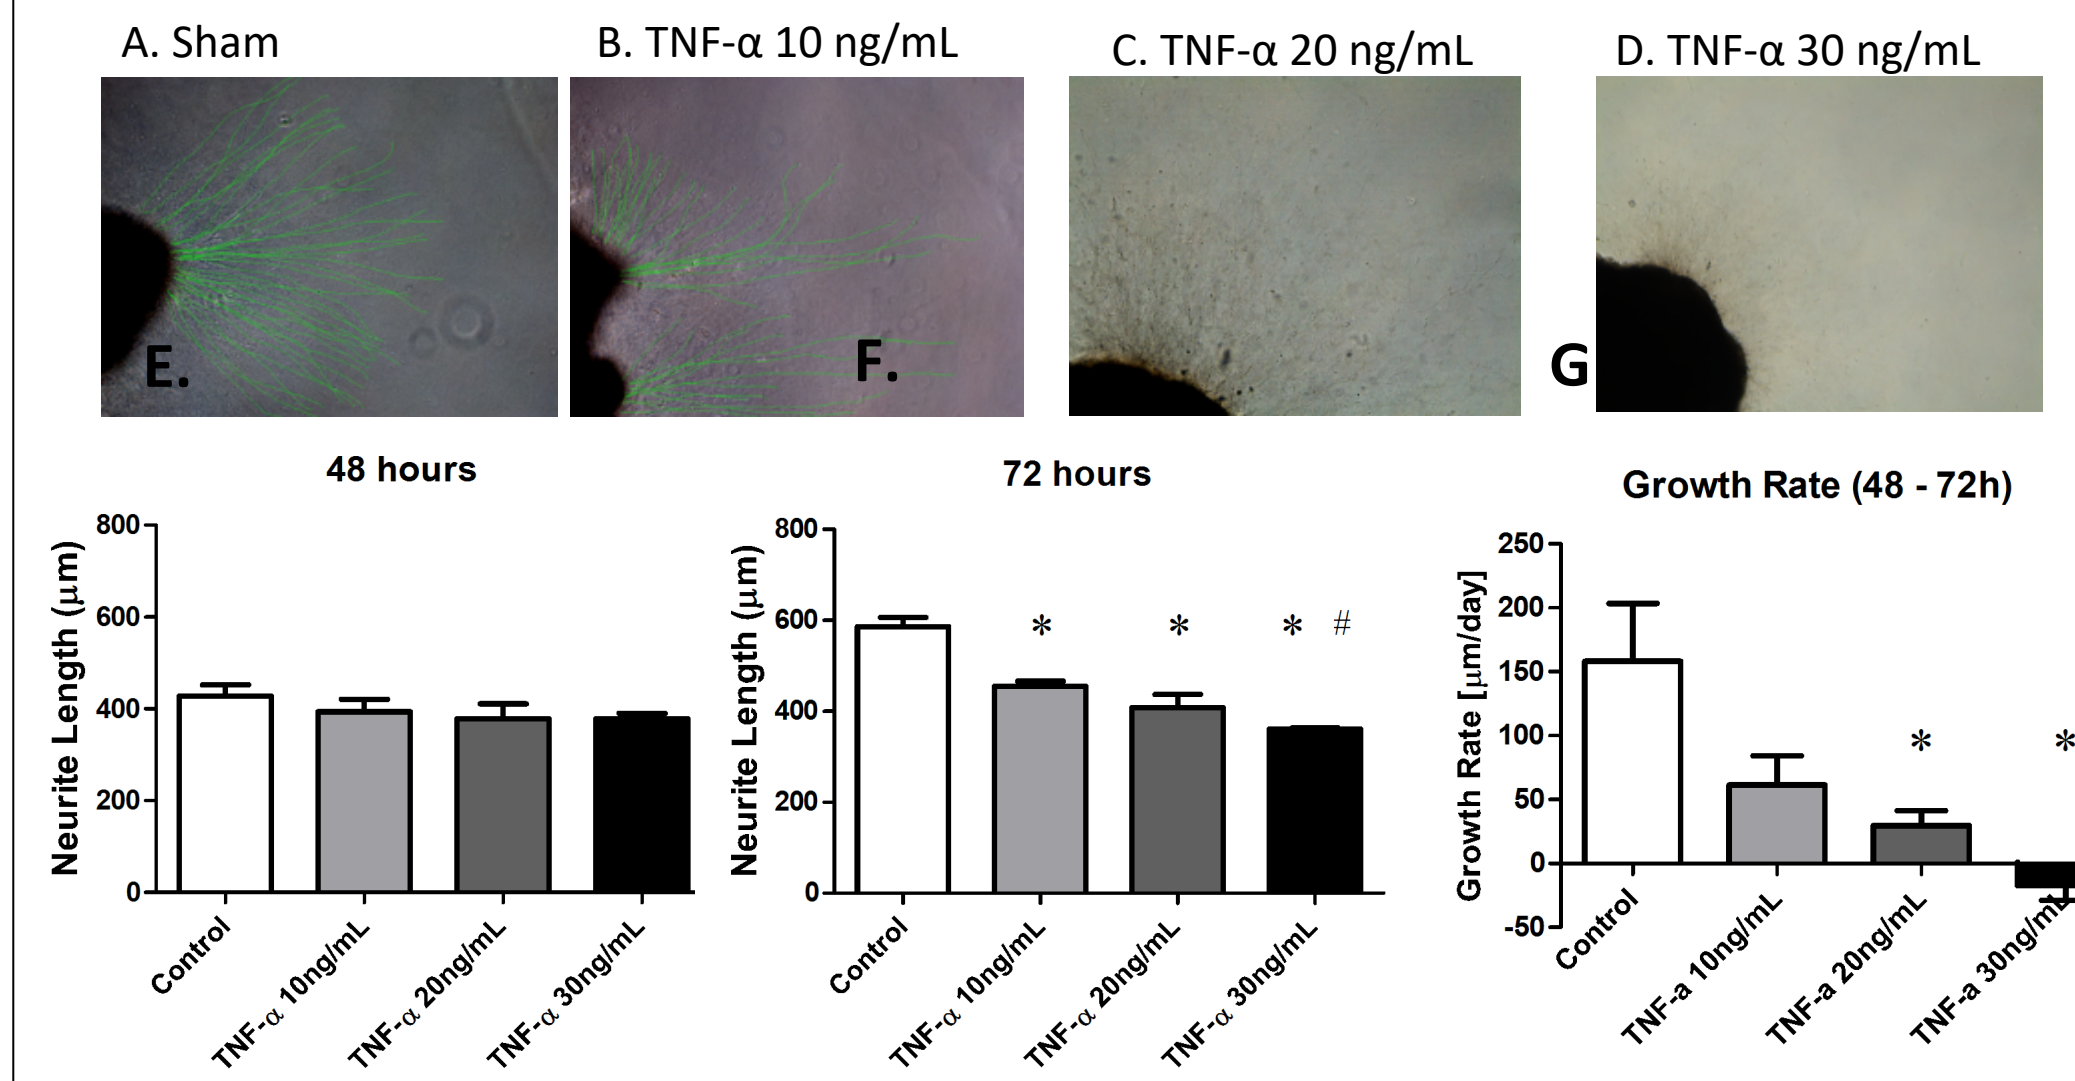 A. Sham
B. TNF-α 10 ng/mL
C. TNF-α 20 ng/mL
D. TNF-α 30 ng/mL
E.
F.
G
48 hours
Neurite Length (µm)
800
600
400
200
0
Control
TNF-α 10ng/mL
TNF-α 20ng/mL
TNF-α 30ng/mL
72 hours
Neurite Length (µm)
800
600
400
200
0
*
*
* #
Control
TNF-α 10ng/mL
TNF-α 20ng/mL
TNF-α 30ng/mL
Growth Rate (48 - 72h)
Growth Rate [µm/day]
250
200
150
100
50
0
-50
*
*
Control
TNF-a 10ng/mL
TNF-a 20ng/mL
TNF-a 30ng/mL